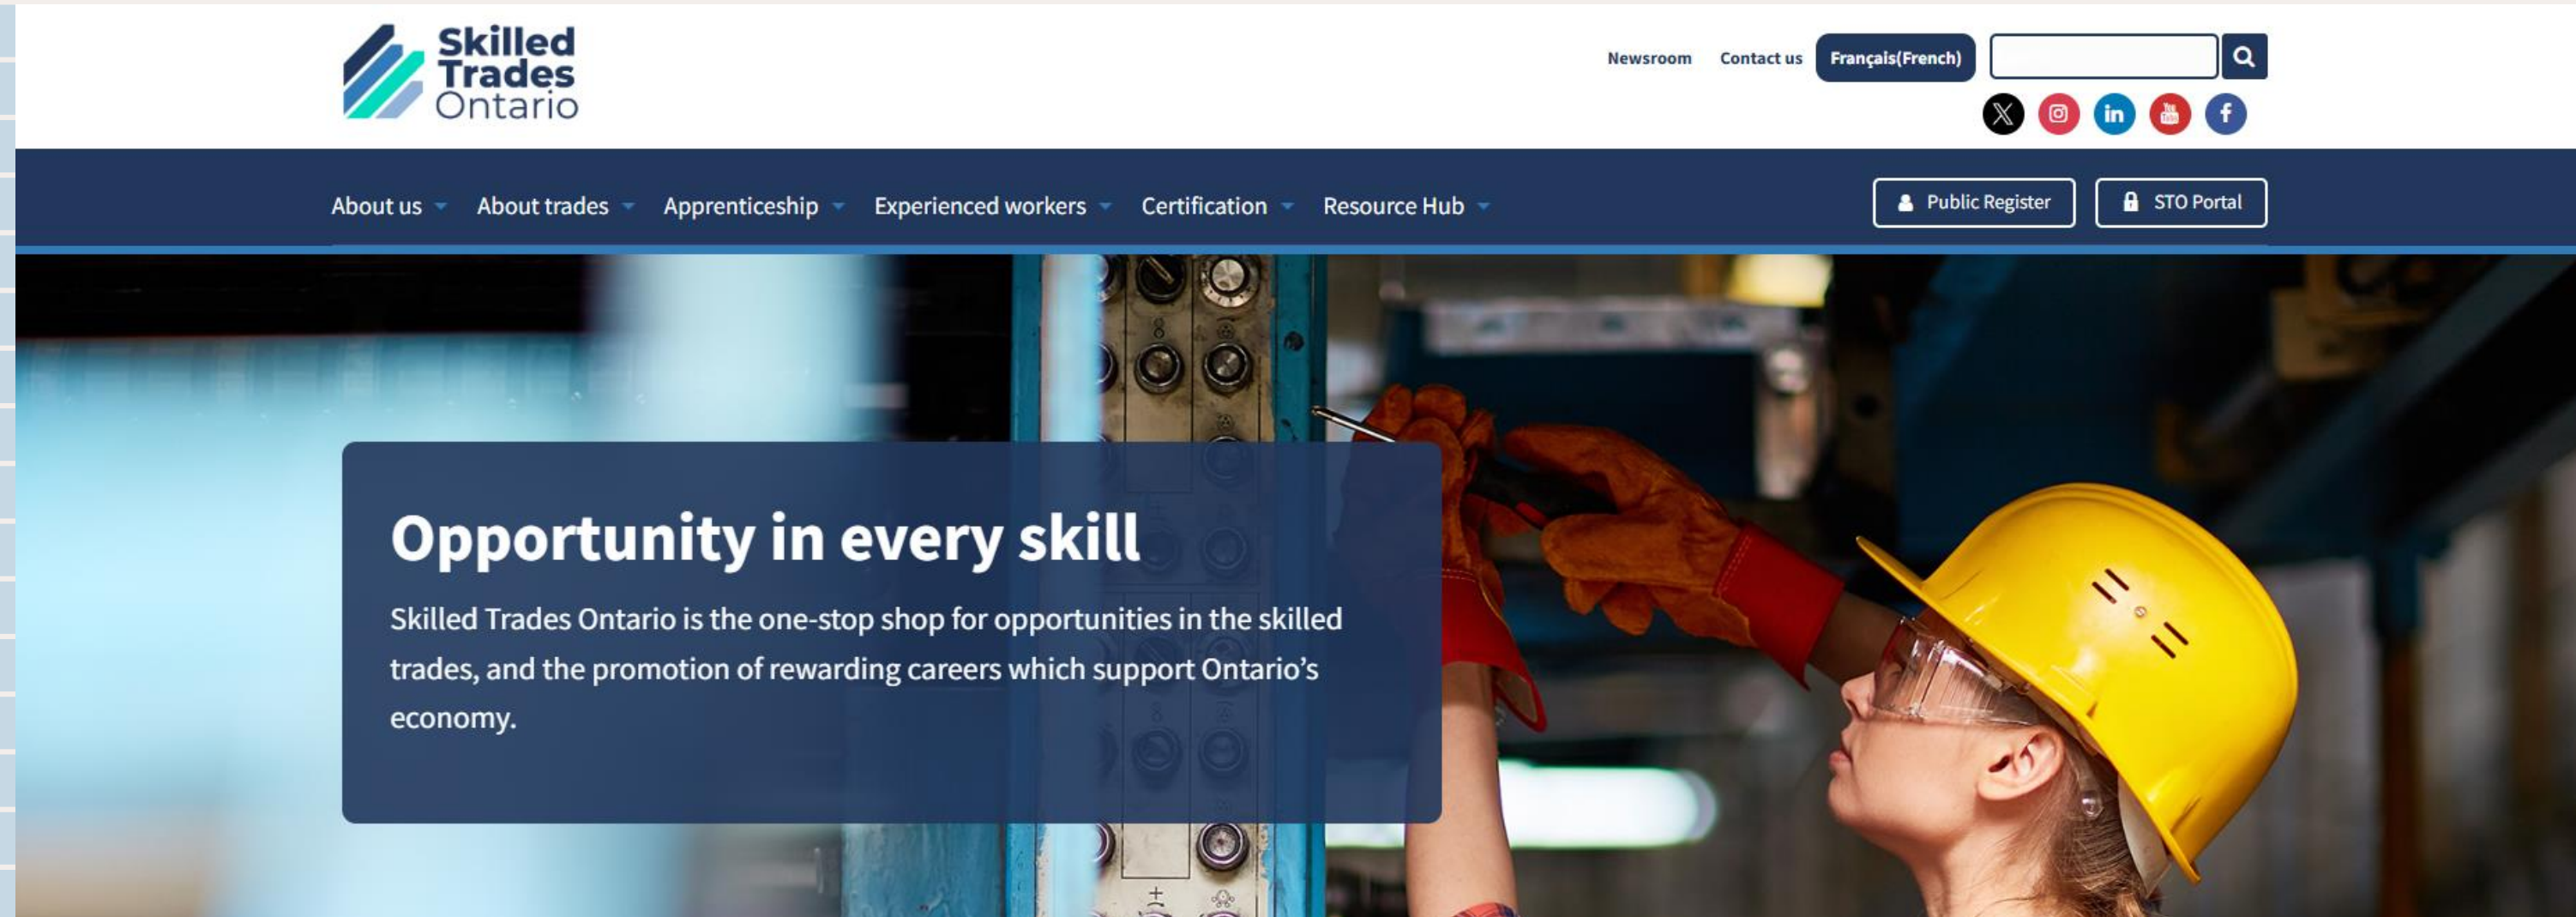 Skilled
Trades
Ontario
Newsroom Contact us Français(French)
About us About trades Apprenticeship Experienced workers Certification Resource Hub Public Register STO Portal
Opportunity in every skill
Skilled Trades Ontario is the one-stop shop for opportunities in the skilled
trades, and the promotion of rewarding careers which support Ontario’s
economy.